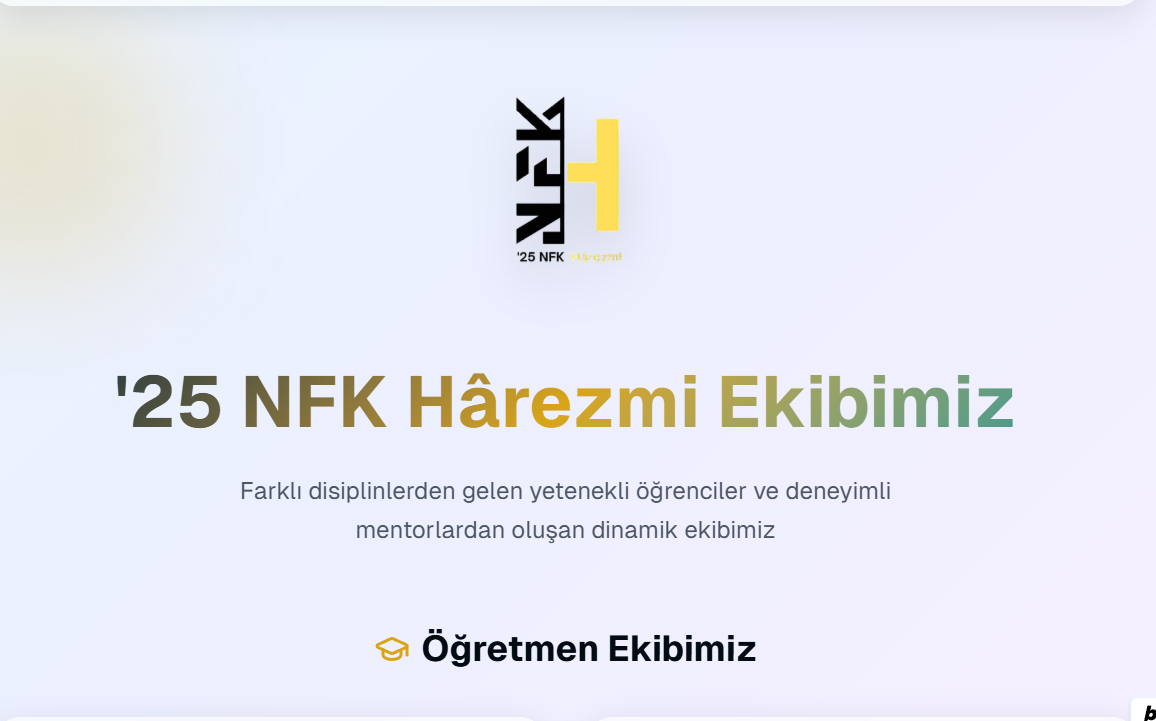 NFK
H
'25 NFK Hârezmi
'25 NFK Hârezmi Ekibimiz
Farklı disiplinlerden gelen yetenekli öğrenciler ve deneyimli
mentorlardan oluşan dinamik ekibimiz
Öğretmen Ekibimiz